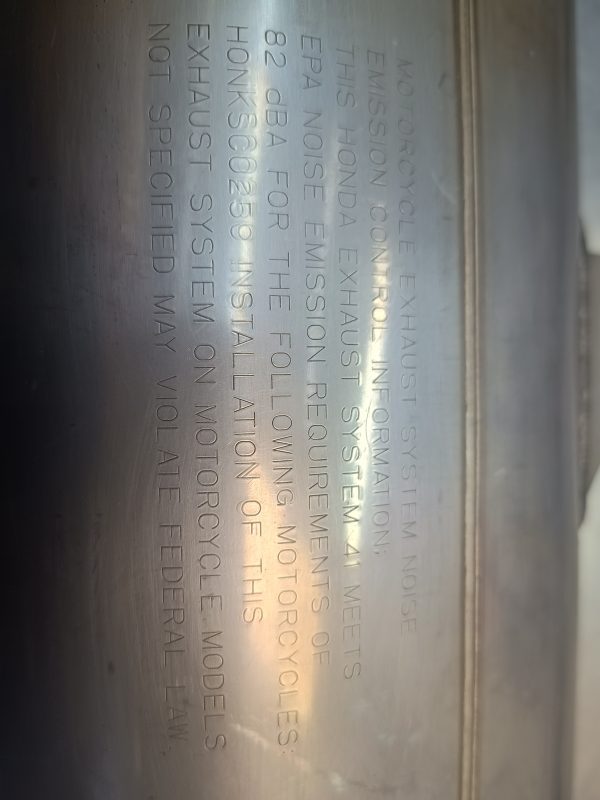 MOTORCYCLE EXHAUST SYSTEM NOISE
EMISSION CONTROL INFORMATION;
THIS HONDA EXHAUST SYSTEM 41 MEETS
EPA NOISE EMISSION REQUIREMENTS OF
82 dBA FOR THE FOLLOWING MOTORCYCLES:
INSTALLATION OF THIS
EXHAUST SYSTEM ON MOTORCYCLE MODELS
NOT SPECIFIED MAY VIOLATE FEDERAL LAW.